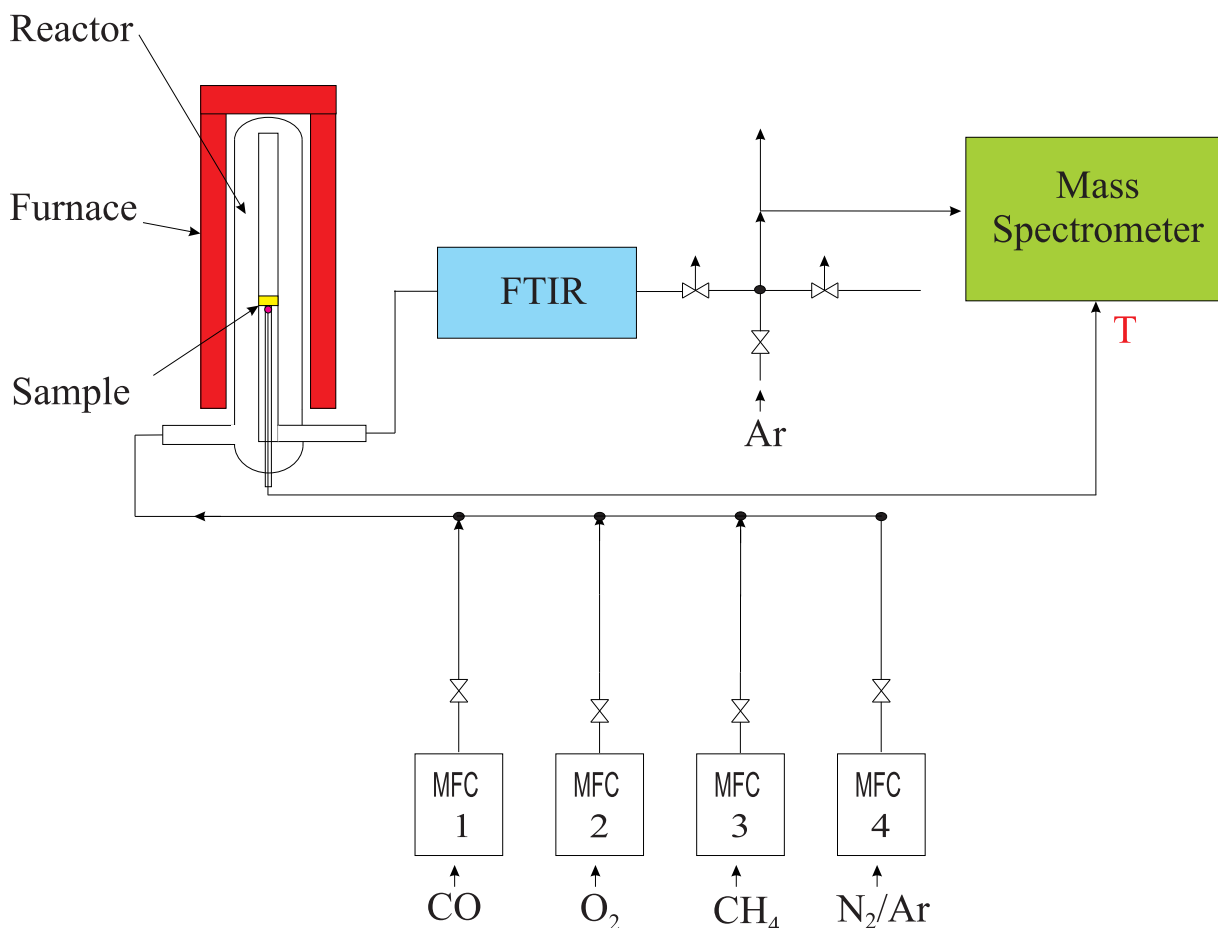 Reactor
Furnace
Sample
FTIR
Mass
Spectrometer
T
Ar
MFC
1
MFC
2
MFC
3
MFC
4
CO
O₂
CH₄
N₂/Ar